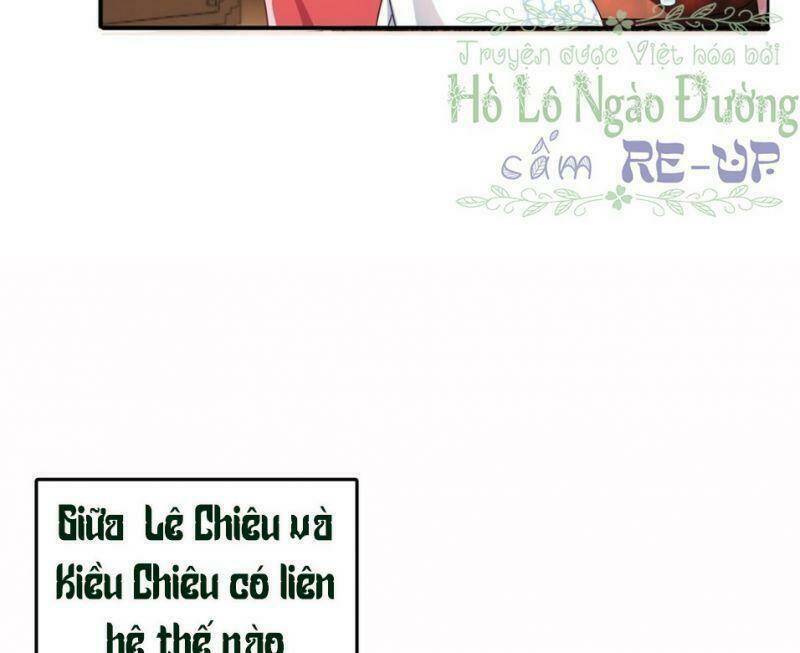 Truyện được Việt hóa bởi
Hồ Lô Ngào Đường
cấm RE-UP
Giữa Lê Chiêu và
Kiều Chiêu có liên
hệ thế nào